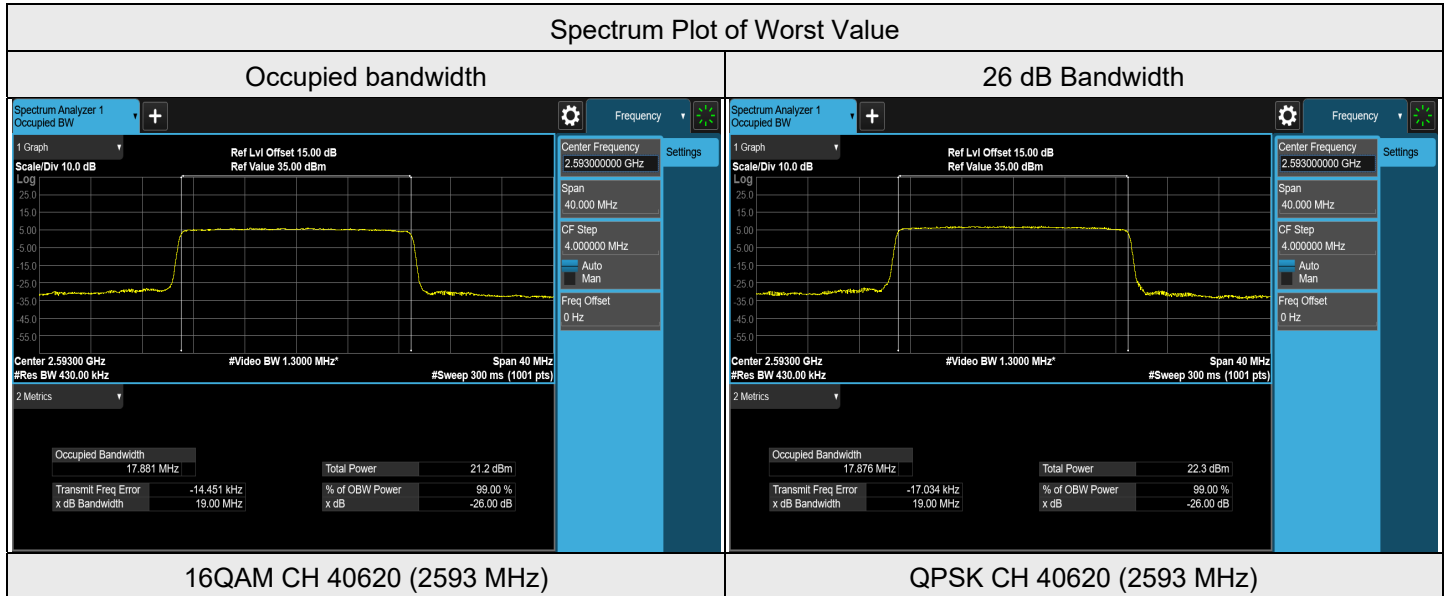 Spectrum Plot of Worst Value
Occupied bandwidth
26 dB Bandwidth
Spectrum Analyzer 1
Occupied BW
+
Frequency
1 Graph
Scale/Div 10.0 dB
Ref Lvl Offset 15.00 dB
Ref Value 35.00 dBm
Log
25.0
15.0
5.00
-5.00
-15.0
-25.0
-35.0
-45.0
-55.0
Center 2.59300 GHz
#Res BW 430.00 kHz
#Video BW 1.3000 MHz*
Span 40 MHz
#Sweep 300 ms (1001 pts)
Center Frequency
2.593000000 GHz
Settings
Span
40.000 MHz
CF Step
4.000000 MHz
Auto
Man
Freq Offset
0 Hz
2 Metrics
Occupied Bandwidth
17.881 MHz
Total Power 21.2 dBm
Transmit Freq Error -14.451 kHz
% of OBW Power 99.00 %
x dB Bandwidth 19.00 MHz
x dB -26.00 dB
Spectrum Analyzer 1
Occupied BW
+
Frequency
1 Graph
Scale/Div 10.0 dB
Ref Lvl Offset 15.00 dB
Ref Value 35.00 dBm
Log
25.0
15.0
5.00
-5.00
-15.0
-25.0
-35.0
-45.0
-55.0
Center 2.59300 GHz
#Res BW 430.00 kHz
#Video BW 1.3000 MHz*
Span 40 MHz
#Sweep 300 ms (1001 pts)
Center Frequency
2.593000000 GHz
Settings
Span
40.000 MHz
CF Step
4.000000 MHz
Auto
Man
Freq Offset
0 Hz
2 Metrics
Occupied Bandwidth
17.876 MHz
Total Power 22.3 dBm
Transmit Freq Error -17.034 kHz
% of OBW Power 99.00 %
x dB Bandwidth 19.00 MHz
x dB -26.00 dB
16QAM CH 40620 (2593 MHz)
QPSK CH 40620 (2593 MHz)